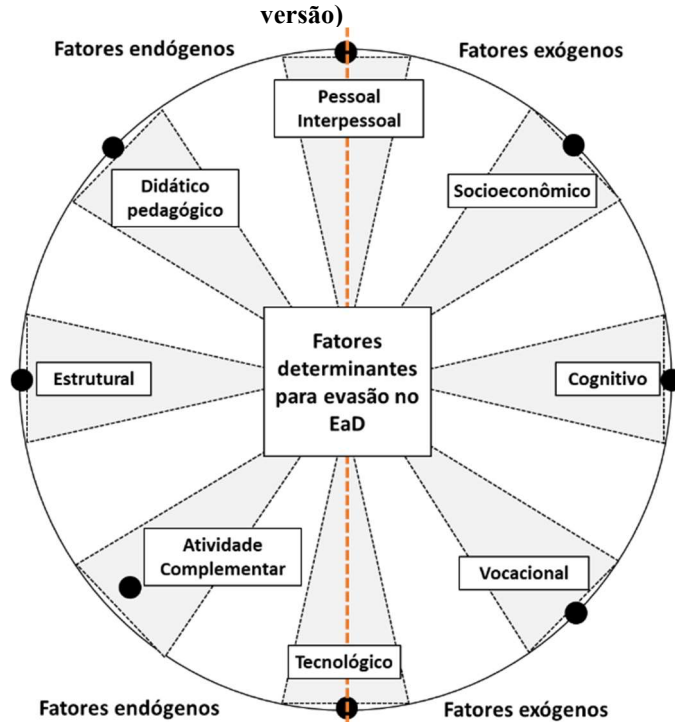 versão)
Fatores endógenos
Fatores exógenos
Pessoal
Interpessoal
Didático
pedagógico
Socioeconômico
Estrutural
Fatores
determinantes
para evasão no
EaD
Cognitivo
Atividade
Complementar
Vocacional
Tecnológico
Fatores endógenos
Fatores exógenos